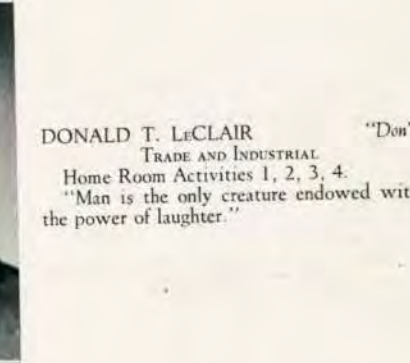 DONALD T. LECLAIR "Don"
TRADE AND INDUSTRIAL
Home Room Activities 1, 2, 3, 4.
"Man is the only creature endowed wit
the power of laughter."